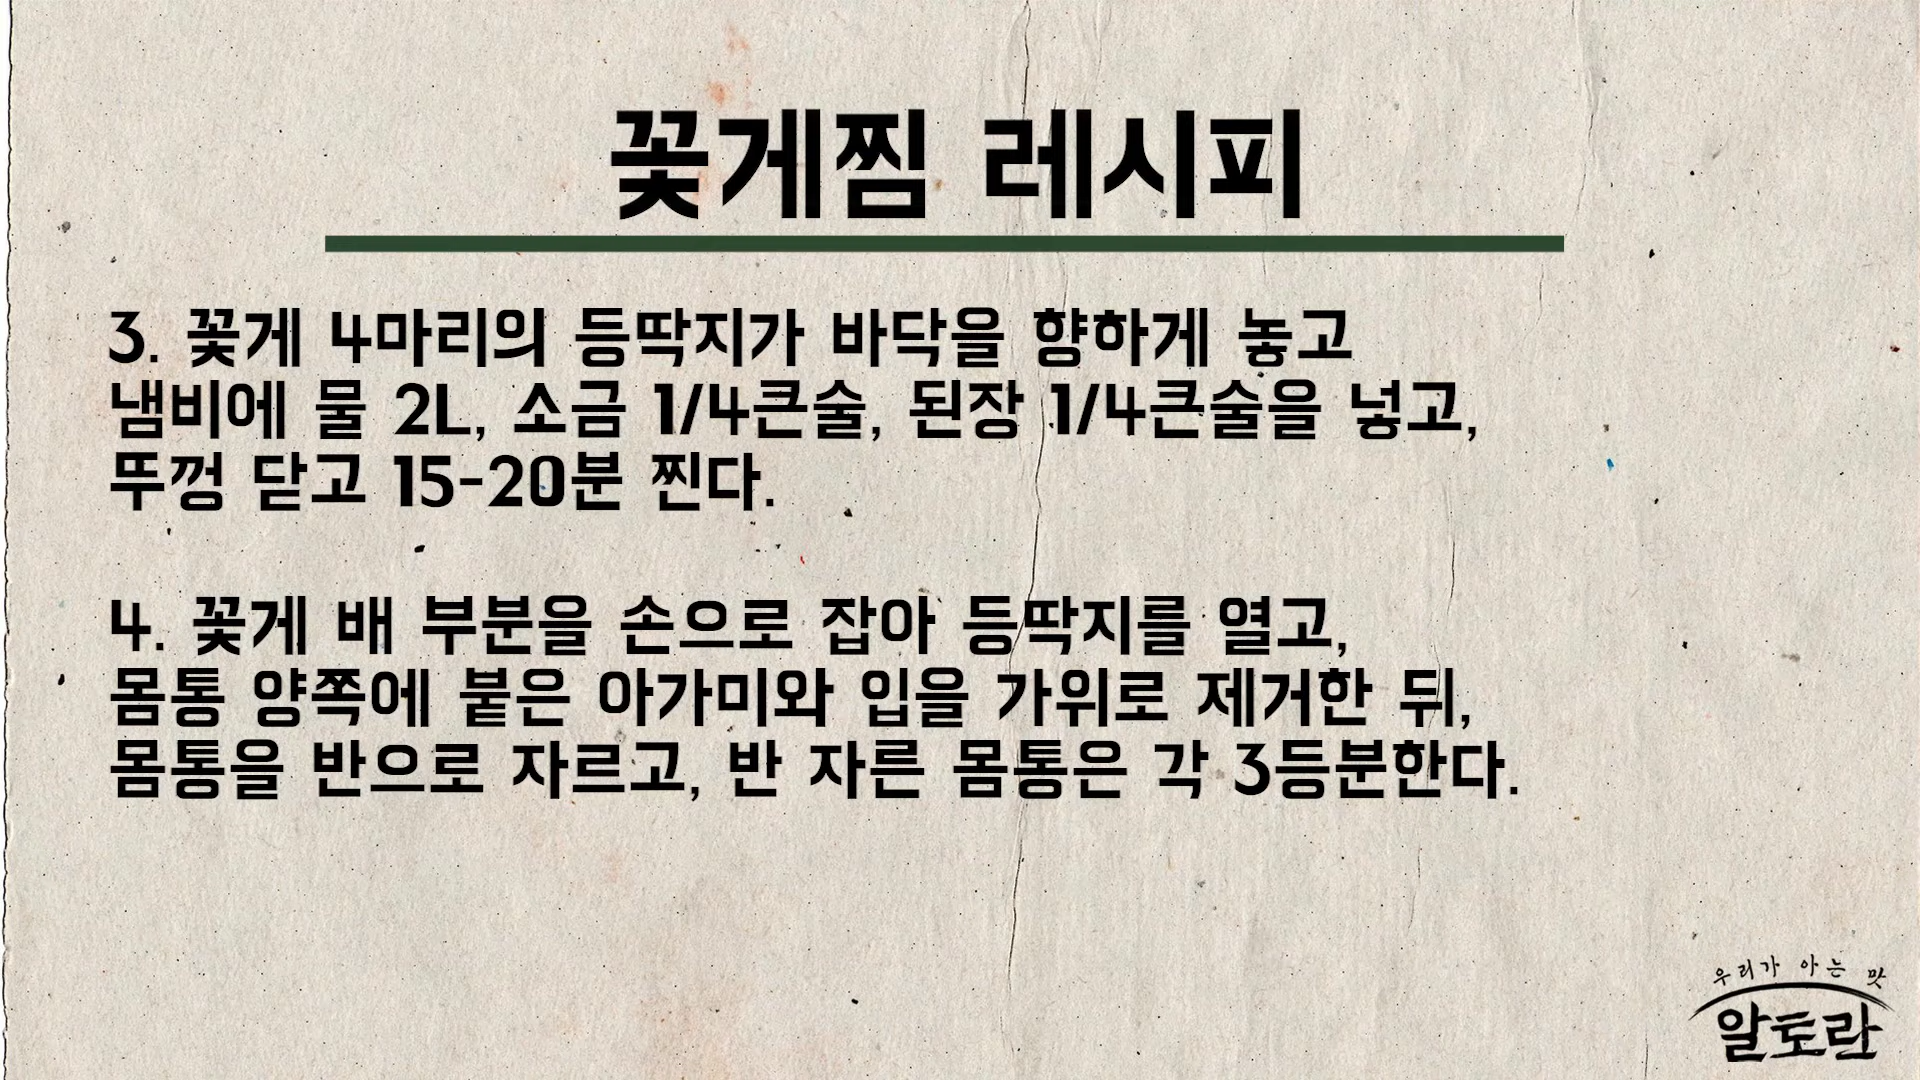 꽃게찜 레시피
3. 꽃게 4마리의 등딱지가 바닥을 향하게 놓고
냄비에 물 2L, 소금 1/4큰술, 된장 1/4큰술을 넣고,
뚜껑 닫고 15-20분 찐다.
4. 꽃게 배 부분을 손으로 잡아 등딱지를 열고,
몸통 양쪽에 붙은 아가미와 입을 가위로 제거한 뒤,
몸통을 반으로 자르고, 반 자른 몸통은 각 3등분한다.
우리가 아는 맛
알토란